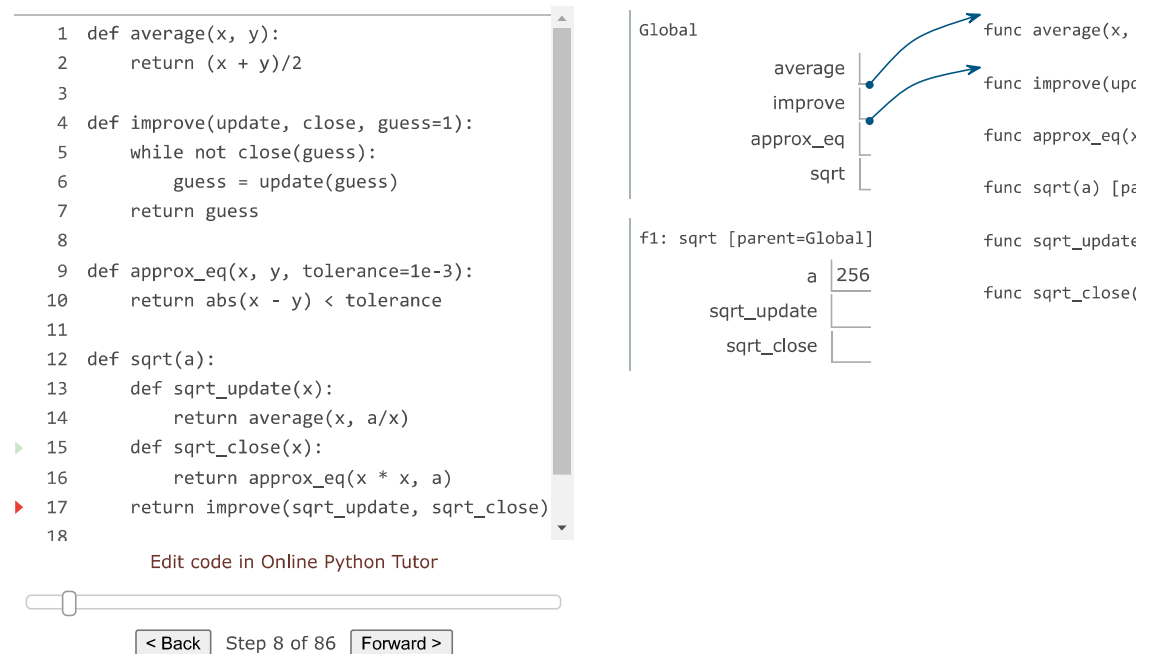 1 def average(x, y):
2 return (x + y)/2
3
4 def improve(update, close, guess=1):
5 while not close(guess):
6 guess = update(guess)
7 return guess
8
9 def approx_eq(x, y, tolerance=1e-3):
10 return abs(x - y) < tolerance
11
12 def sqrt(a):
13 def sqrt_update(x):
14 return average(x, a/x)
15 def sqrt_close(x):
16 return approx_eq(x * x, a)
17 return improve(sqrt_update, sqrt_close)
18
Edit code in Online Python Tutor
< Back Step 8 of 86 Forward >
Global
average
improve
approx_eq
sqrt
f1: sqrt [parent=Global]
a 256
sqrt_update
sqrt_close
func average(x,
func improve(upd
func approx_eq(x
func sqrt(a) [pa
func sqrt_update
func sqrt_close(